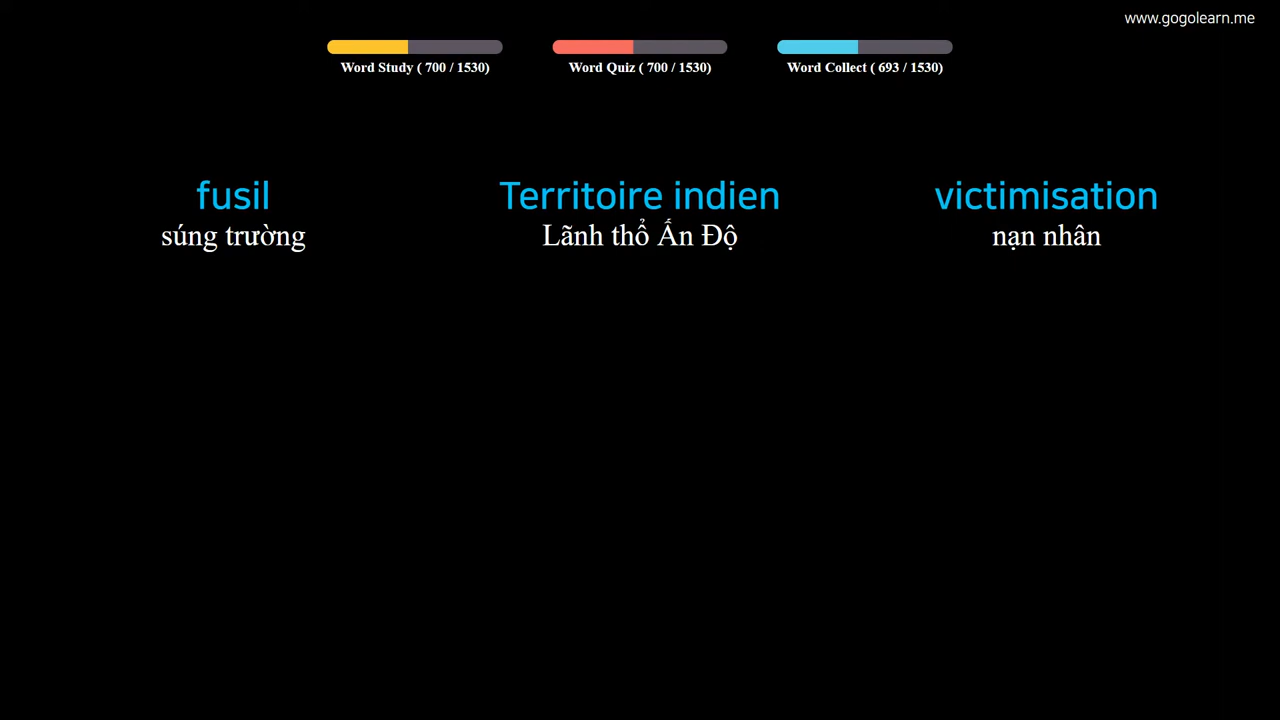 www.gogolearn.me
Word Study ( 700 / 1530)
Word Quiz ( 700 / 1530)
Word Collect ( 693 / 1530)
fusil
súng trường
Territoire indien
Lãnh thổ Ấn Độ
victimisation
nạn nhân